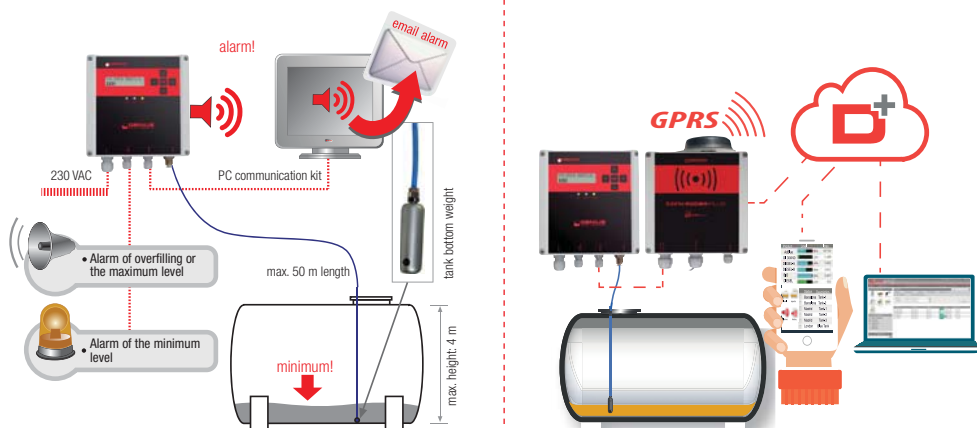 alarm!
email alarm
GPRS
D+
GENIUS
230 VAC
PC communication kit
tank bottom weight
• Alarm of overfilling or
the maximum level
max. 50 m length
• Alarm of the minimum
level
minimum!
max. height: 4 m